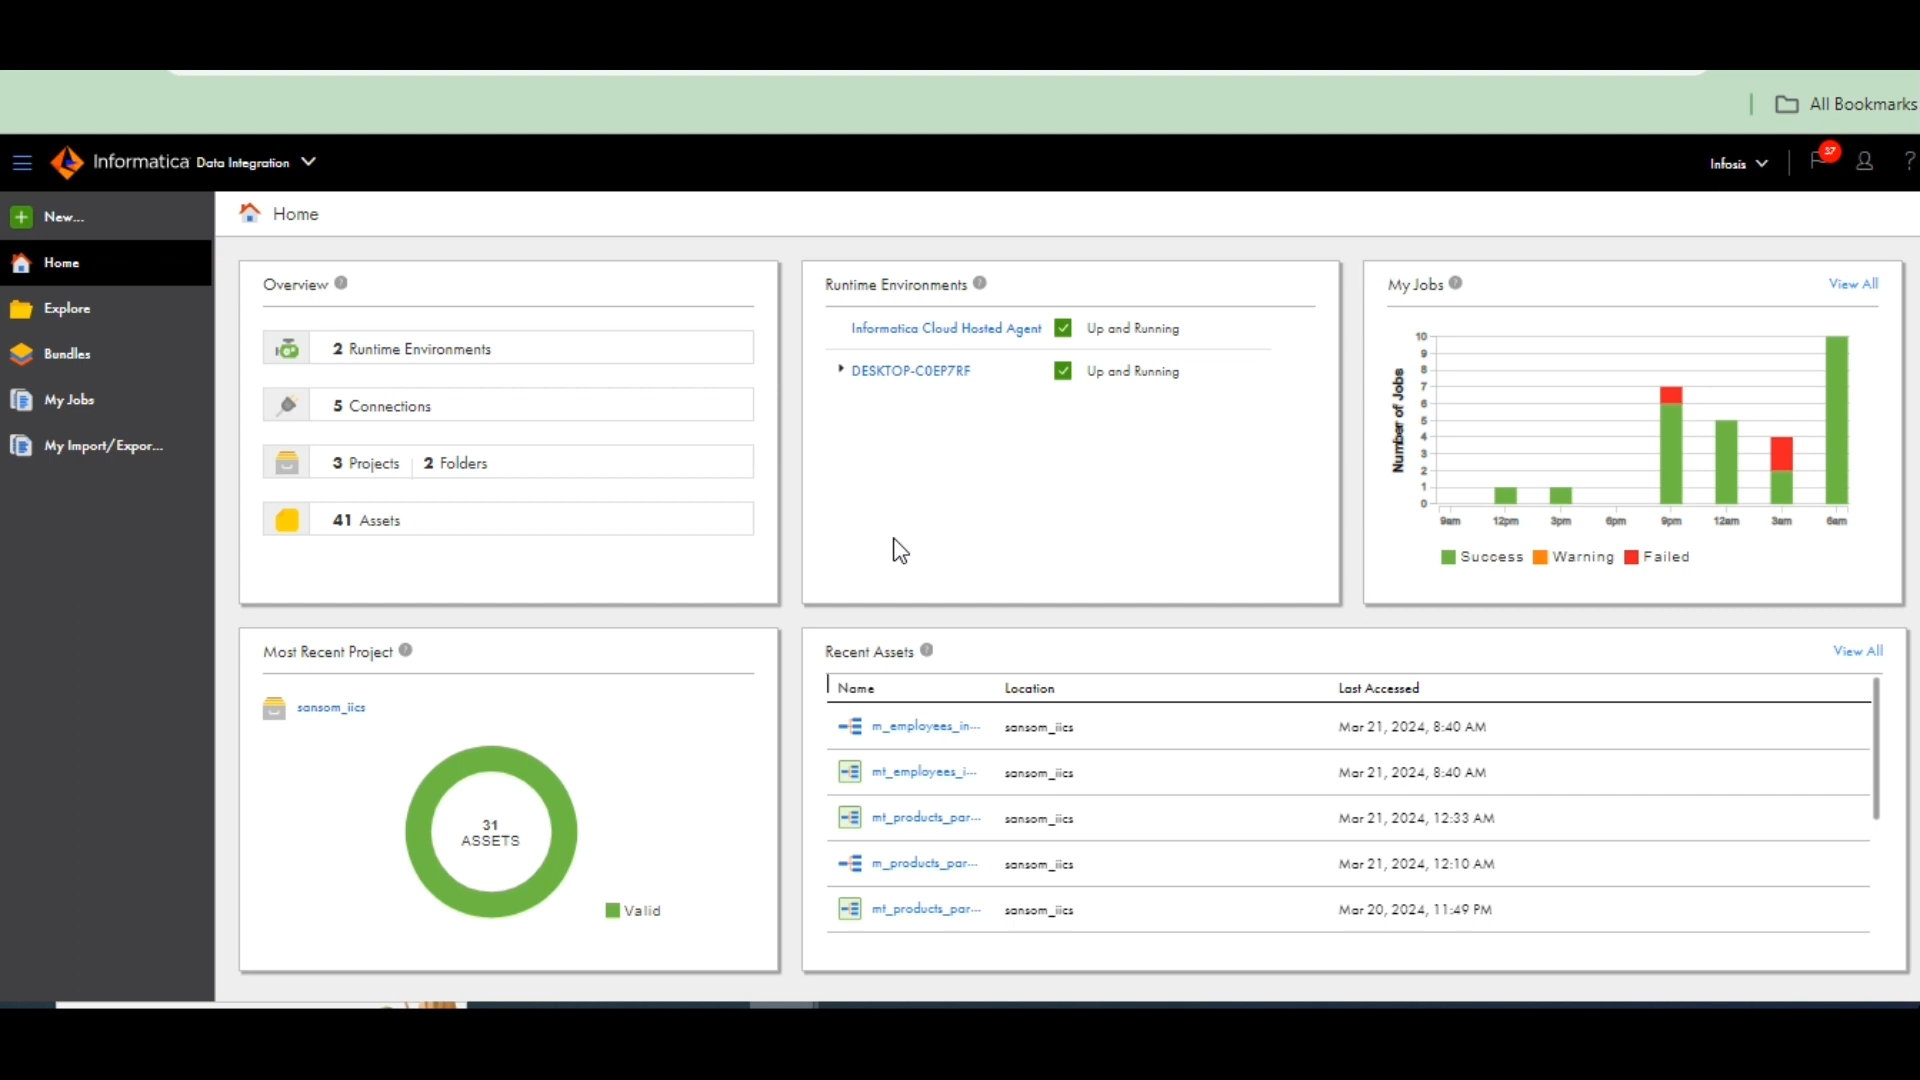 All Bookmarks
Informatica Data Integration
Infosis
37
?
New...
Home
Explore
Bundles
My Jobs
My Import/Expor...
Home
Overview
2 Runtime Environments
5 Connections
3 Projects 2 Folders
41 Assets
Runtime Environments
Informatica Cloud Hosted Agent Up and Running
DESKTOP-C0EP7RF Up and Running
My Jobs View All
Number of Jobs
10
9
8
7
6
5
4
3
2
1
0
9am 12pm 3pm 6pm 9pm 12am 3am 6am
Success Warning Failed
Most Recent Project
sansom_iics
31
ASSETS
Valid
Recent Assets View All
Name Location Last Accessed
m_employees_in... sansom_iics Mar 21, 2024, 8:40 AM
mt_employees_i... sansom_iics Mar 21, 2024, 8:40 AM
mt_products_par... sansom_iics Mar 21, 2024, 12:33 AM
m_products_par... sansom_iics Mar 21, 2024, 12:10 AM
mt_products_par... sansom_iics Mar 20, 2024, 11:49 PM